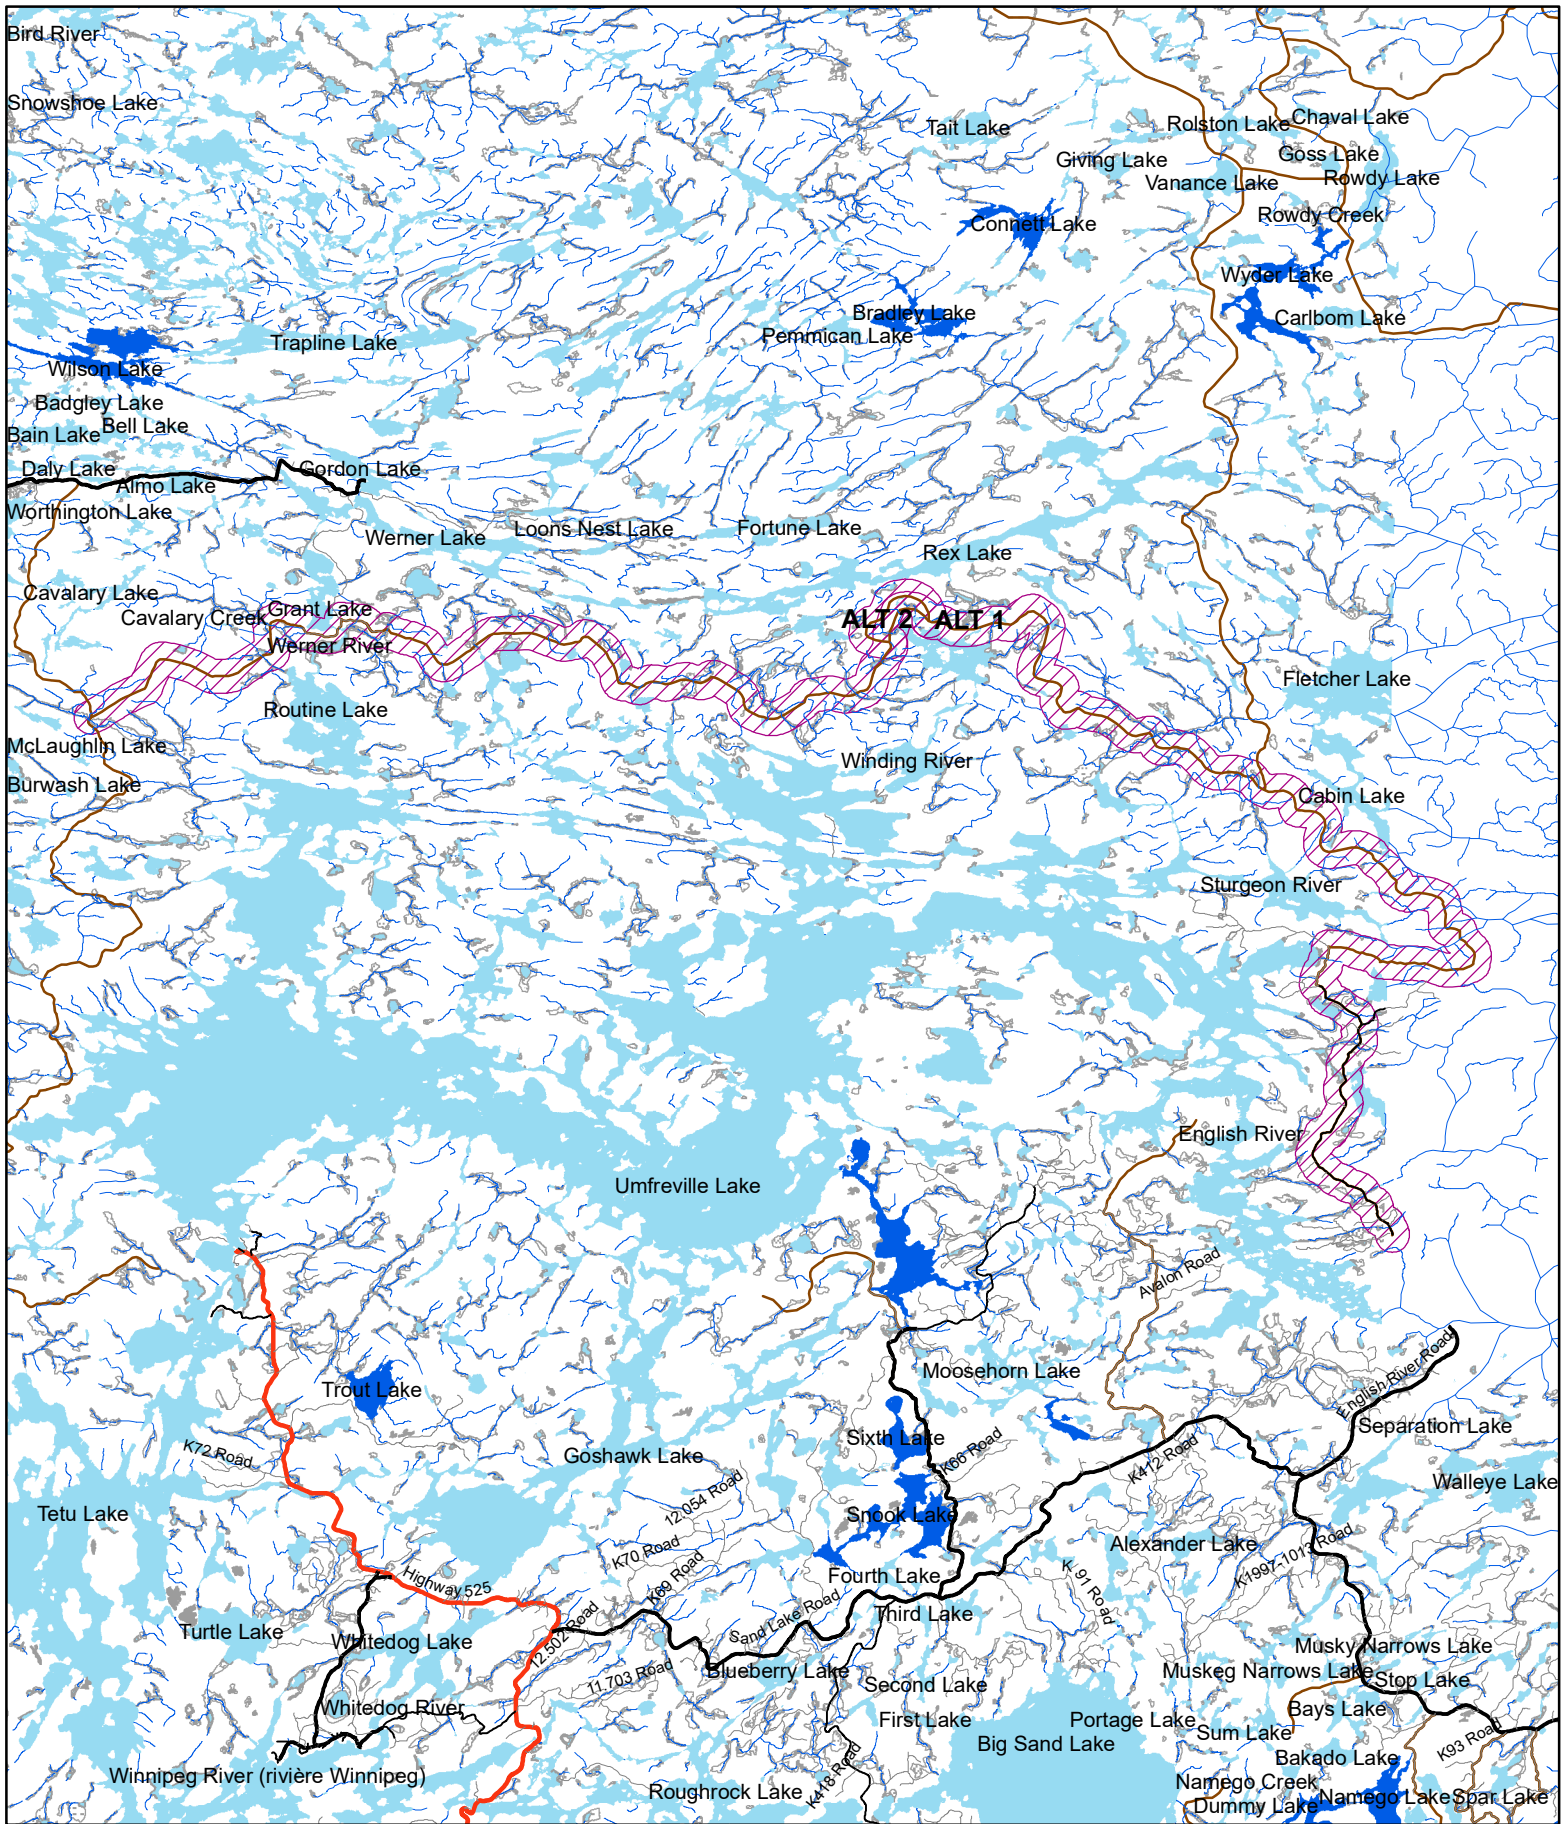 Bird River
Snowshoe Lake
Tait Lake
Rolston Lake
Chaval Lake
Giving Lake
Goss Lake
Vanance Lake
Rowdy Lake
Rowdy Creek
Connett Lake
Wyder Lake
Bradley Lake
Carlbom Lake
Pemmican Lake
Trapline Lake
Wilson Lake
Badgley Lake
Bell Lake
Bain Lake
Daly Lake
Gordon Lake
Almo Lake
Worthington Lake
Werner Lake
Loons Nest Lake
Fortune Lake
Rex Lake
Cavalary Lake
Cavalary Creek
Grant Lake
ALT 2
ALT 1
Werner River
Fletcher Lake
Routine Lake
McLaughlin Lake
Winding River
Burwash Lake
Cabin Lake
Sturgeon River
English River
Umfreville Lake
Avalon Road
Moosehorn Lake
English River Road
Trout Lake
Separation Lake
Sixth Lake
K66 Road
K72 Road
Goshawk Lake
K412 Road
Walleye Lake
12.054 Road
Tetu Lake
Snook Lake
Alexander Lake
K70 Road
K1997-1013 Road
Highway 525
K69 Road
Fourth Lake
K 91 Road
Sand Lake Road
Third Lake
12.502 Road
Turtle Lake
Whitedog Lake
Musky Narrows Lake
11.703 Road
Blueberry Lake
Muskeg Narrows Lake
Stop Lake
Second Lake
Whitedog River
Bays Lake
First Lake
Portage Lake
Sum Lake
Big Sand Lake
K93 Road
Bakado Lake
Winnipeg River (rivière Winnipeg)
K418 Road
Roughrock Lake
Namego Creek
Namego Lake
Spar Lake
Dummy Lake